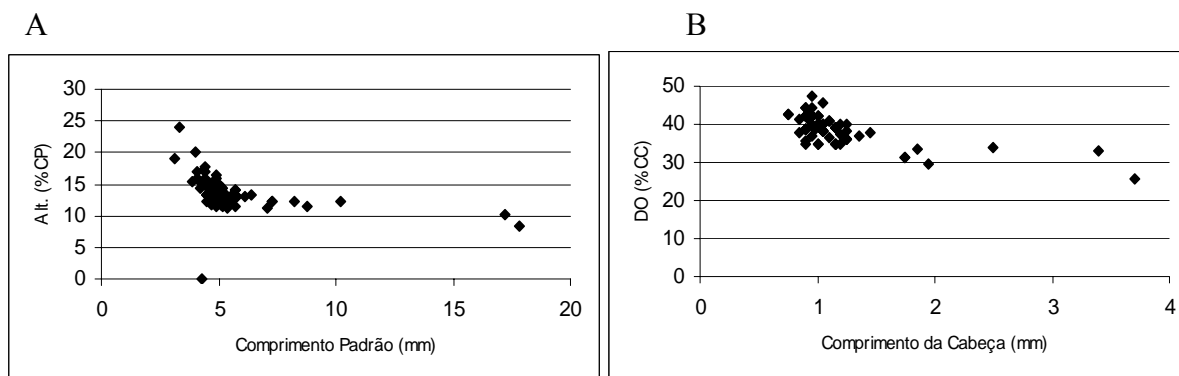 A
B
Alt. (%CP)
30
25
20
15
10
5
0
0 5 10 15 20
Comprimento Padrão (mm)
DO (%CC)
50
40
30
20
10
0
0 1 2 3 4
Comprimento da Cabeça (mm)